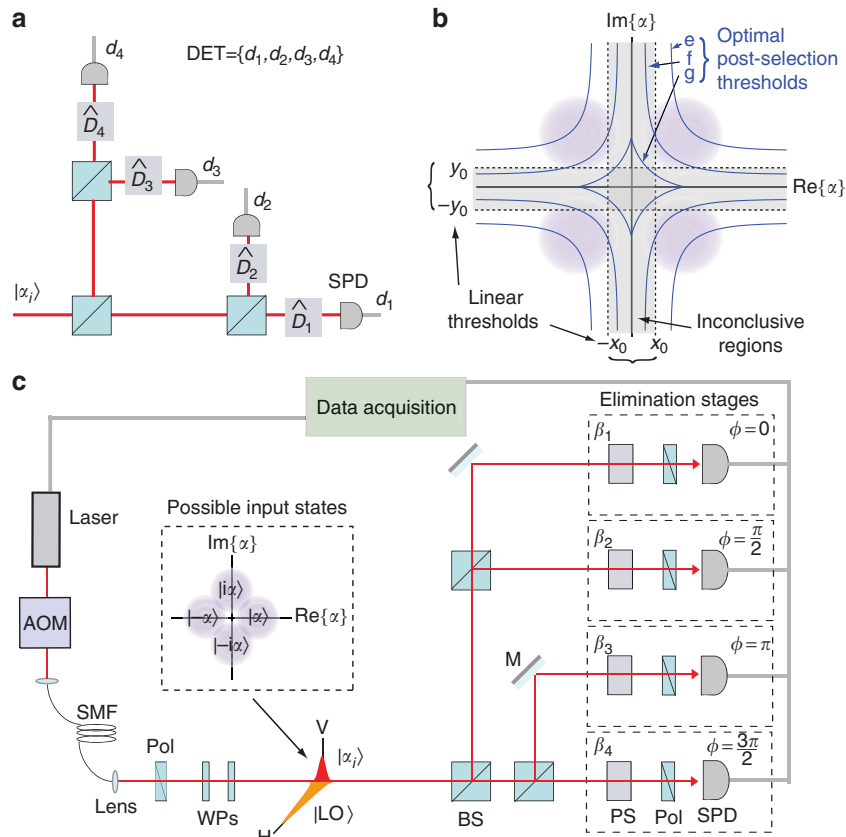 a
d4
DET={d1,d2,d3,d4}
D̂4
D̂3
d3
d2
D̂2
SPD
|αi⟩
D̂1
d1
b
Im{α}
e
f
g
Optimal
post-selection
thresholds
y0
−y0
Re{α}
Linear
thresholds
−x0
x0
Inconclusive
regions
c
Data acquisition
Elimination stages
β1
ϕ=0
Laser
Possible input states
Im{α}
|iα⟩
|−α⟩
|α⟩
Re{α}
|−iα⟩
β2
ϕ=π/2
AOM
β3
ϕ=π
M
SMF
Pol
V
|αi⟩
β4
ϕ=3π/2
Lens
WPs
|LO⟩
H
BS
PS
Pol
SPD